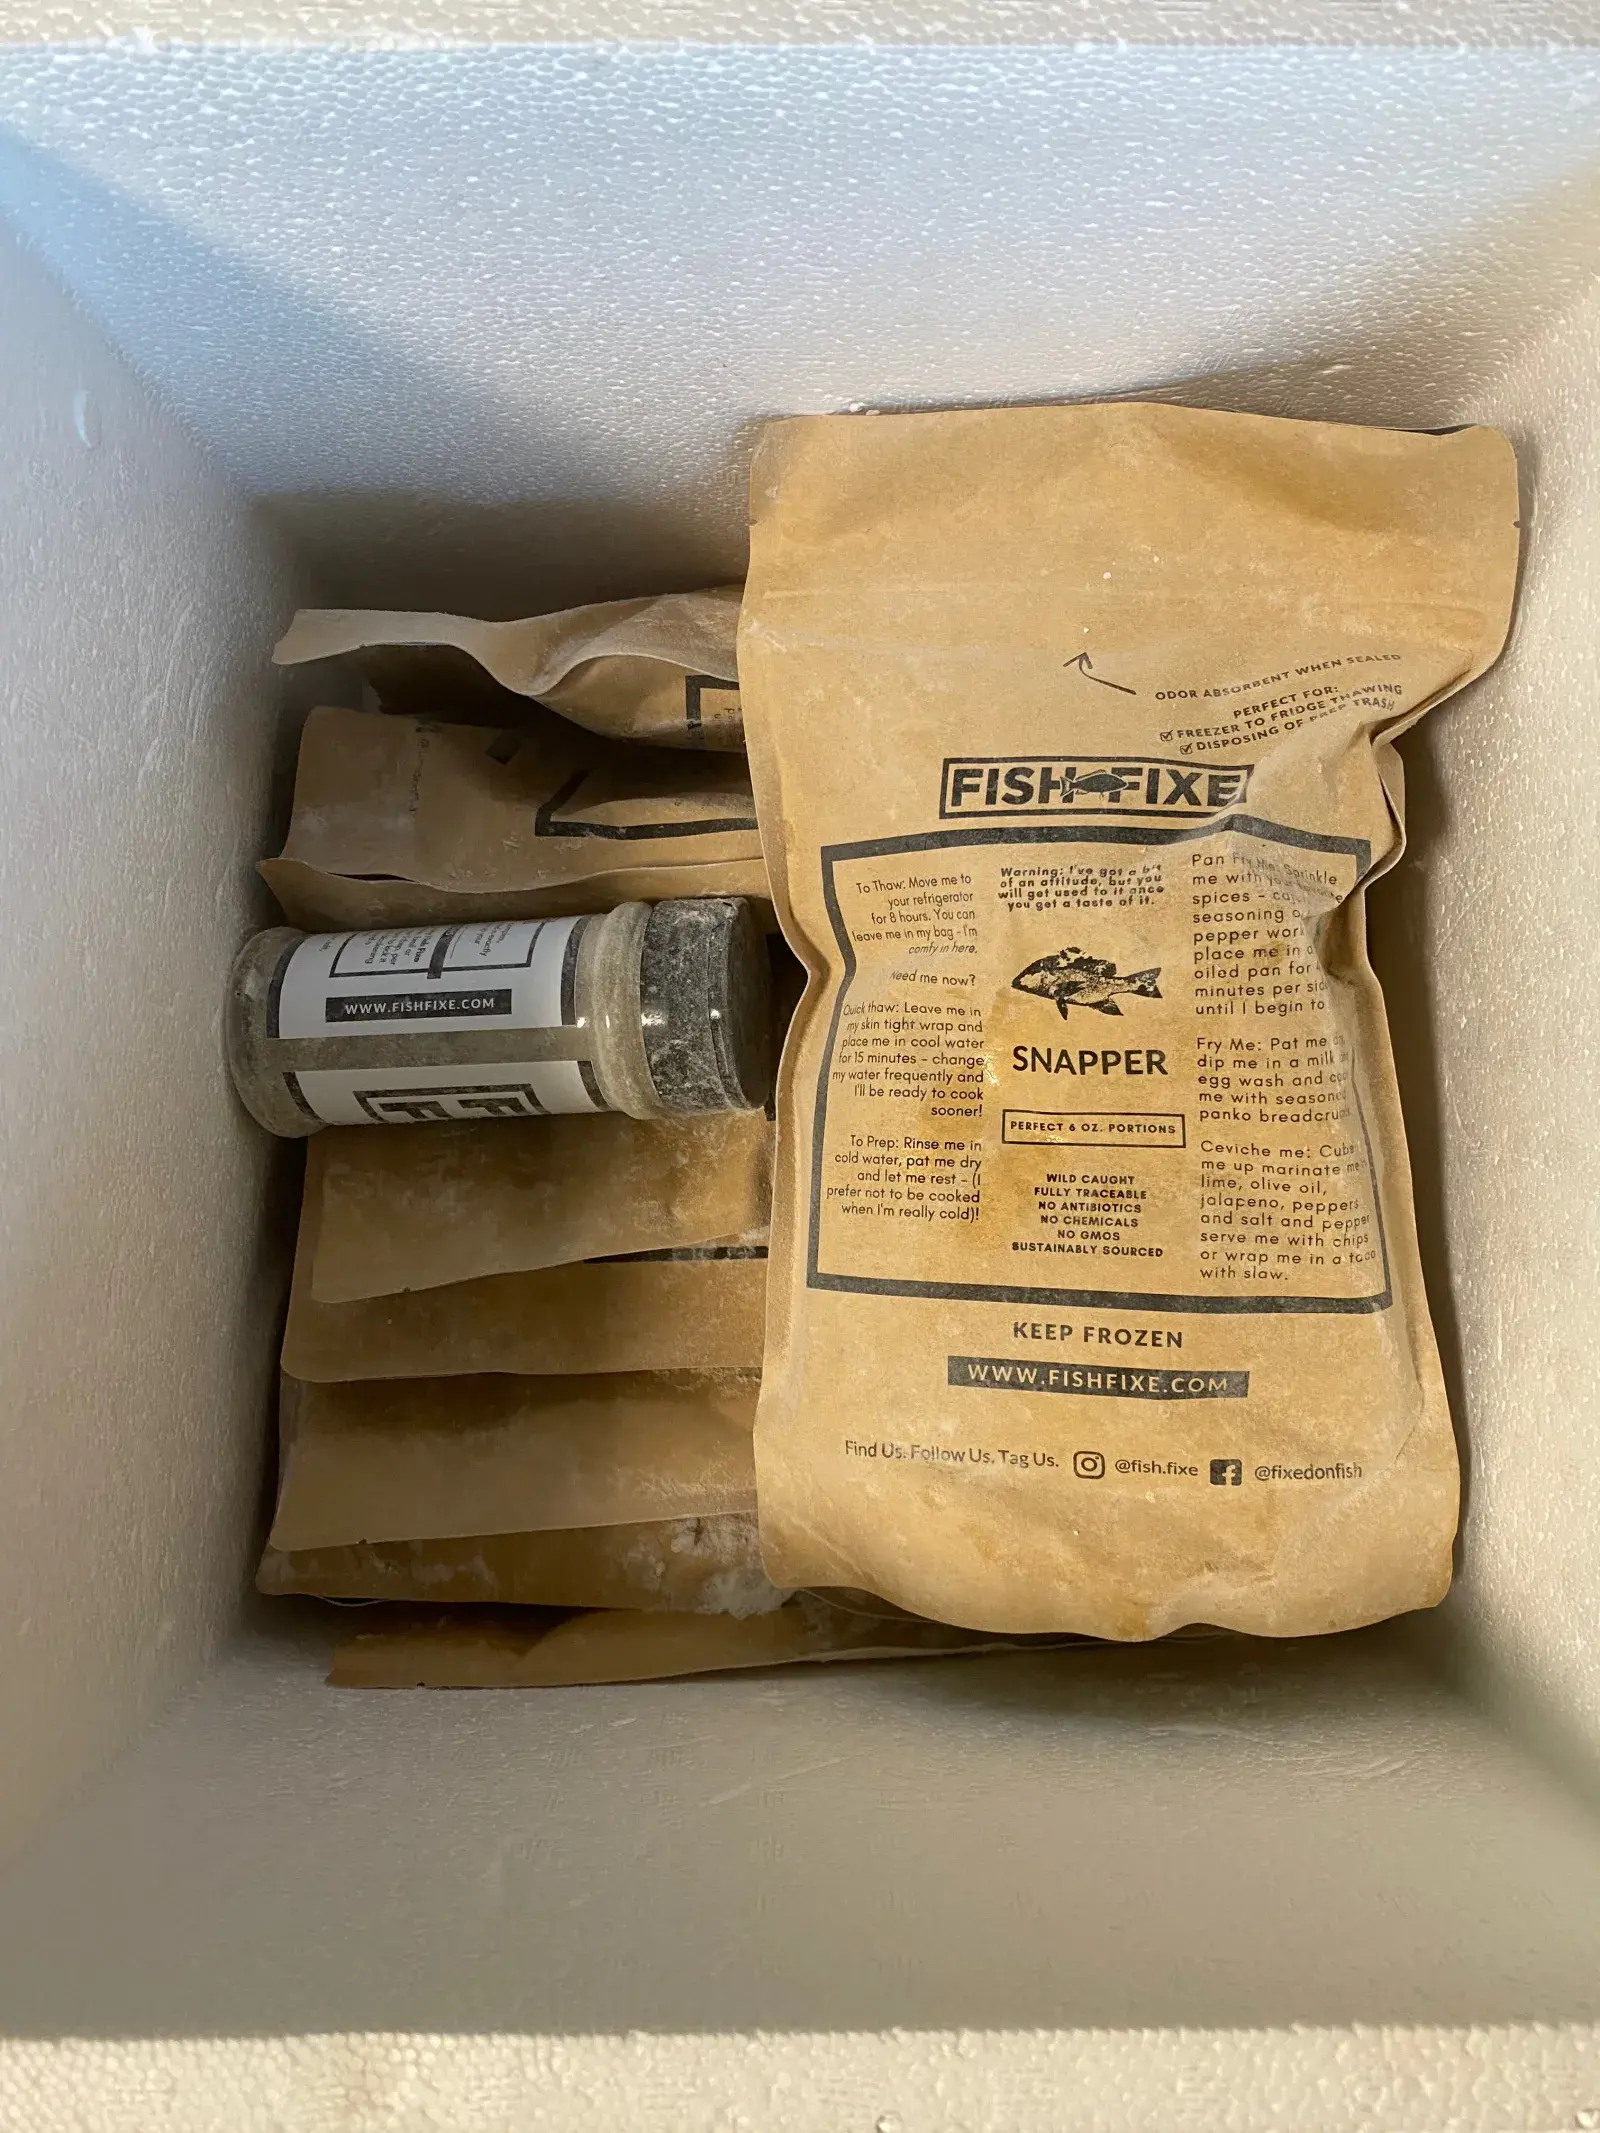 ODOR ABSORBENT WHEN SEALED
PERFECT FOR:
FREEZER TO FRIDGE THAWING
DISPOSING OF PREP TRASH
FISH FIXE
To Thaw: Move me to
your refrigerator
for 8 hours. You can
leave me in my bag - I'm
comfy in here.
Need me now?
Quick thaw: Leave me in
my skin tight wrap and
place me in cool water
for 15 minutes - change
my water frequently and
I'll be ready to cook
sooner!
To Prep: Rinse me in
cold water, pat me dry
and let me rest - (I
prefer not to be cooked
when I'm really cold)!
Warning: I've got a bit
of an attitude, but you
will get used to it once
you get a taste of it.
SNAPPER
PERFECT 6 OZ. PORTIONS
WILD CAUGHT
FULLY TRACEABLE
NO ANTIBIOTICS
NO CHEMICALS
NO GMOS
SUSTAINABLY SOURCED
Pan Fry Me: Sprinkle
me with
spices -
seasoning
pepper
place me in
oiled pan for
minutes per
until I begin to
Fry Me: Pat me
dip me in a milk
egg wash and
me with
panko
Ceviche me: Cube
me up marinate me
lime, olive oil,
jalapeno, peppers
and salt and pepper
serve me with chips
or wrap me in a taco
with slaw.
KEEP FROZEN
WWW.FISHFIXE.COM
Find Us. Follow Us. Tag Us. @fish.fixe @fixedonfish
WWW.FISHFIXE.COM